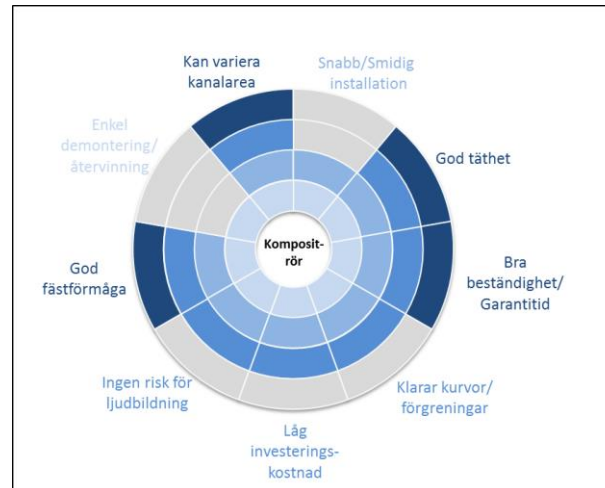 Kan variera
kanalarea
Snabb/Smidig
installation
God täthet
Bra
beständighet/
Garantitid
Klarar kurvor/
förgreningar
Låg
investerings-
kostnad
Ingen risk för
ljudbildning
God
fästförmåga
Enkel
demontering/
återvinning
Komposit-
rör